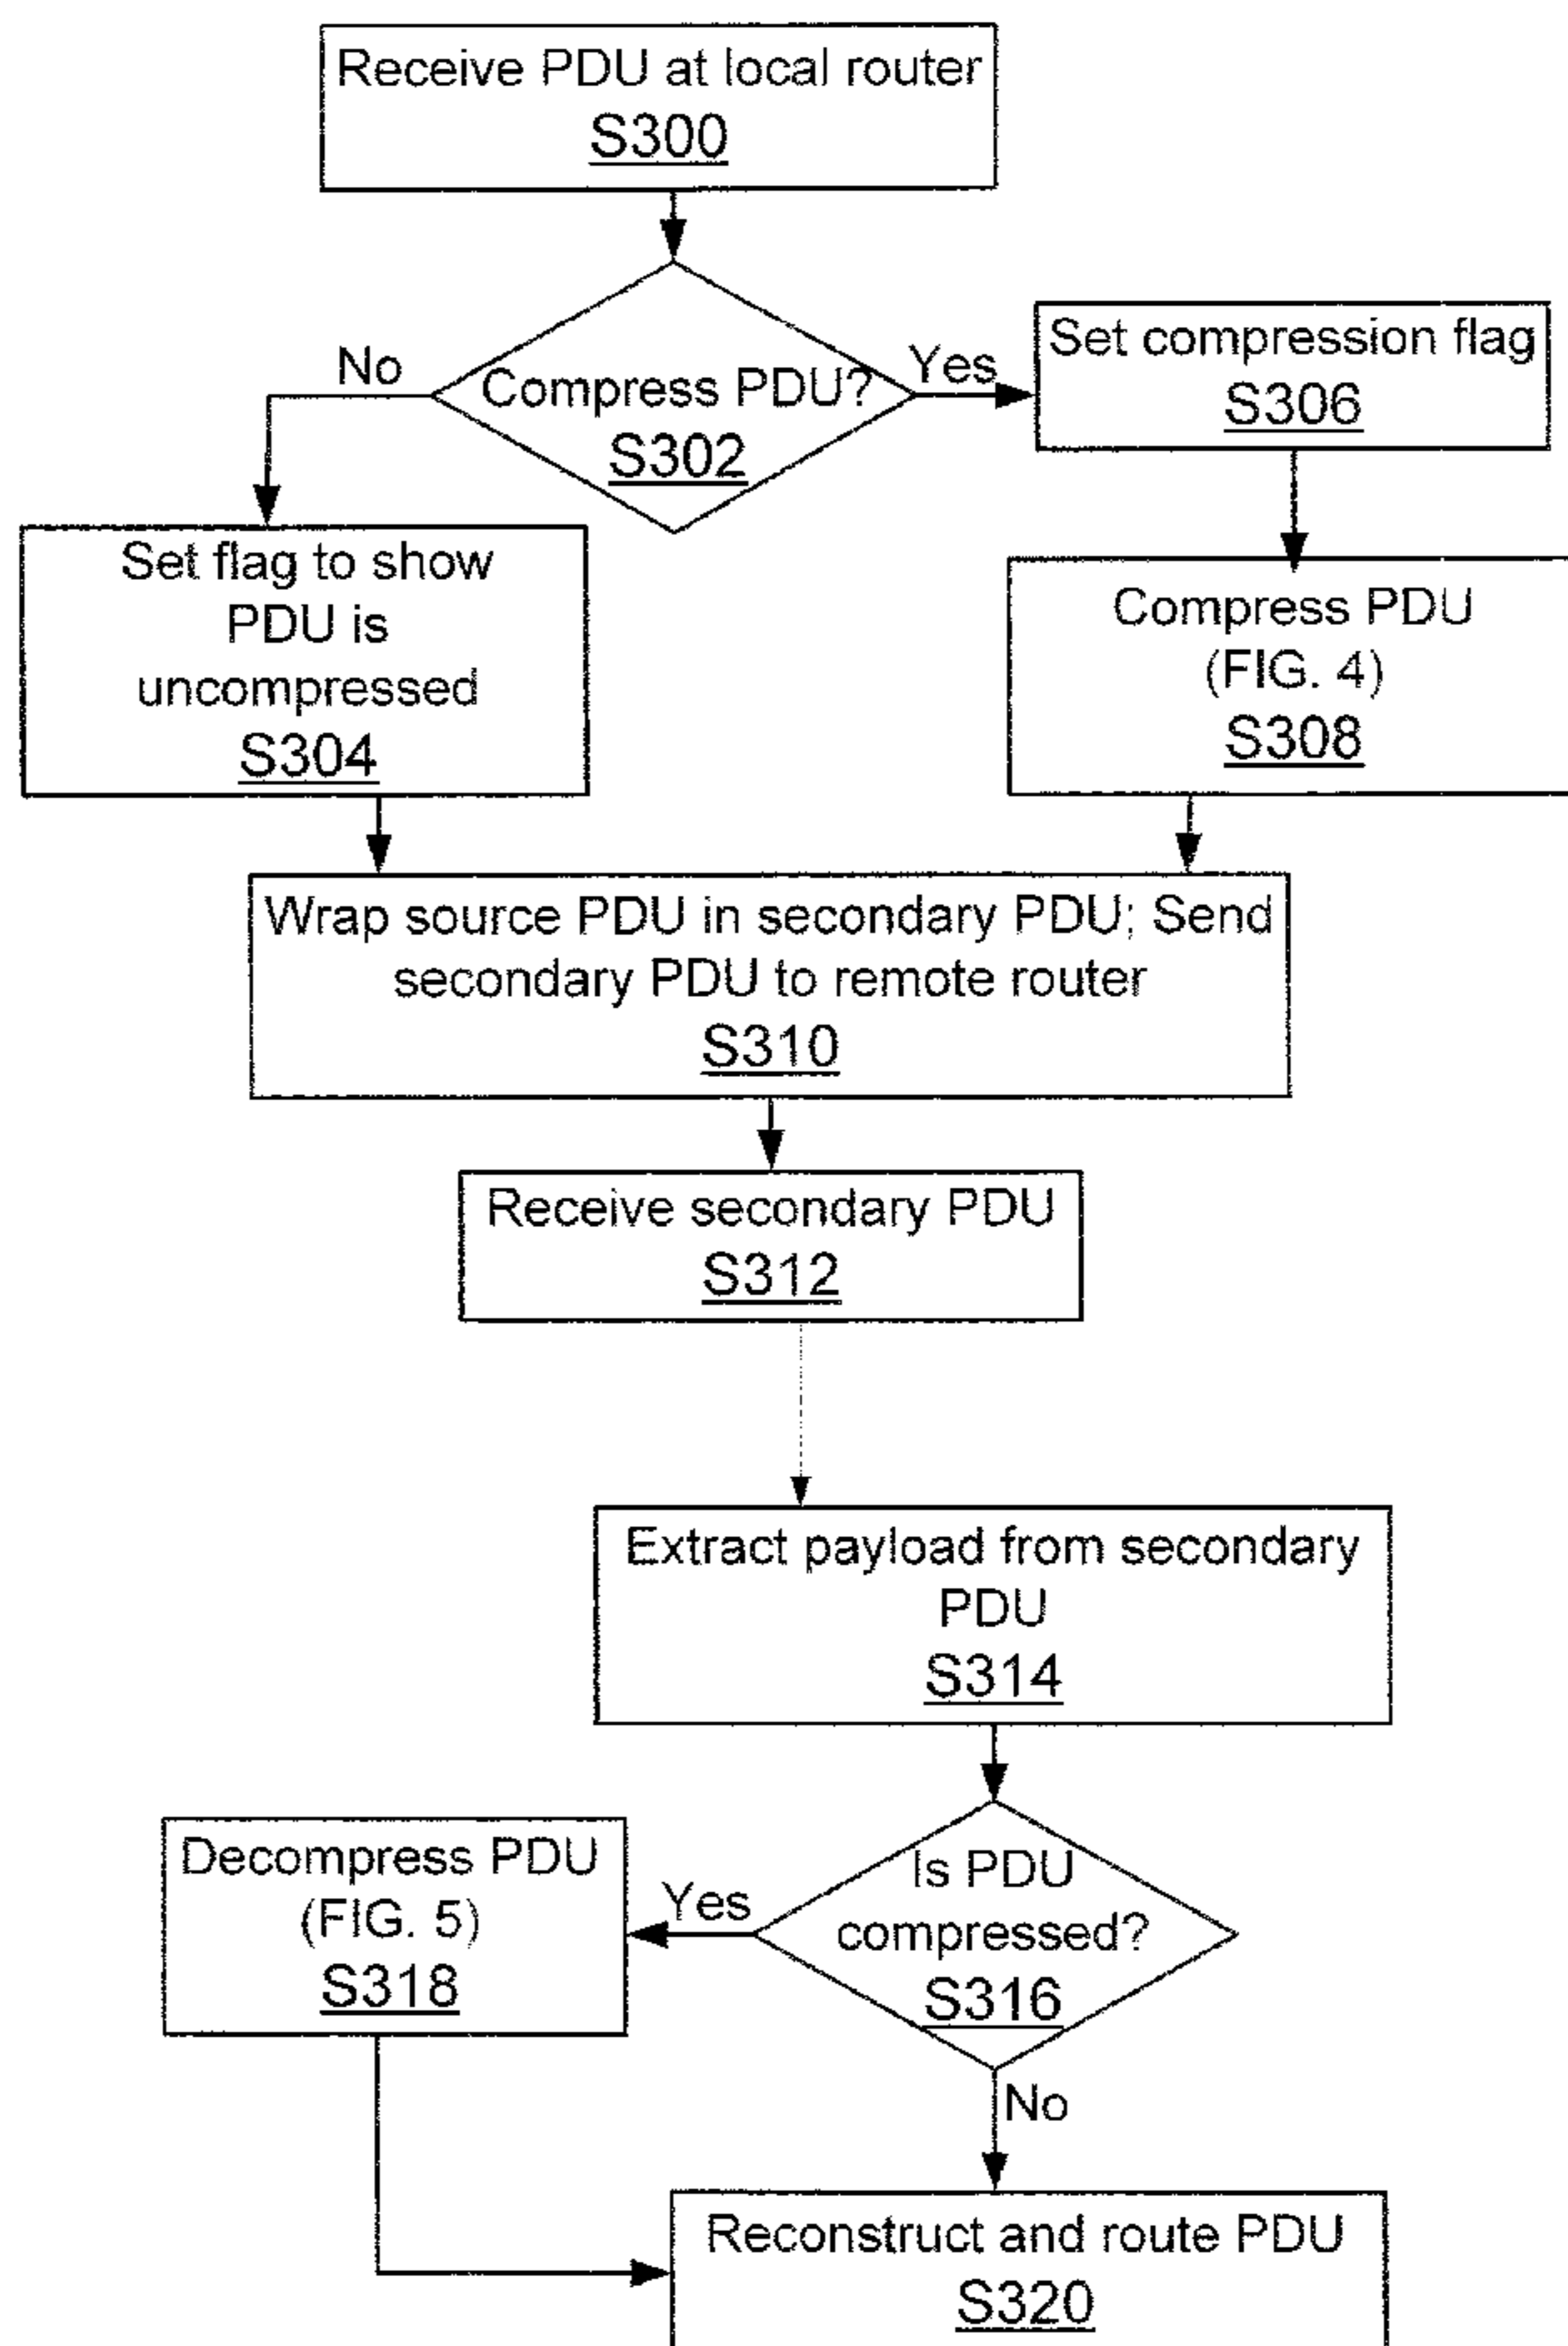 Receive PDU at local router
S300
No
Compress PDU?
S302
Yes
Set compression flag
S306
Set flag to show
PDU is
uncompressed
S304
Compress PDU
(FIG. 4)
S308
Wrap source PDU in secondary PDU; Send
secondary PDU to remote router
S310
Receive secondary PDU
S312
Extract payload from secondary
PDU
S314
Decompress PDU
(FIG. 5)
S318
Yes
Is PDU
compressed?
S316
No
Reconstruct and route PDU
S320